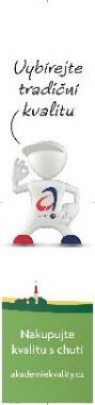 Vybírejte
tradiční
kvalitu
Nakupujte
kvalitu s chutí
akademiekvality.cz